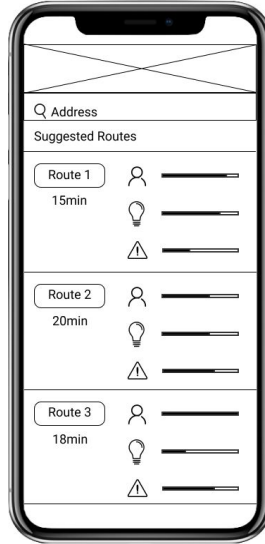 Address
Suggested Routes
Route 1
15min
Route 2
20min
Route 3
18min